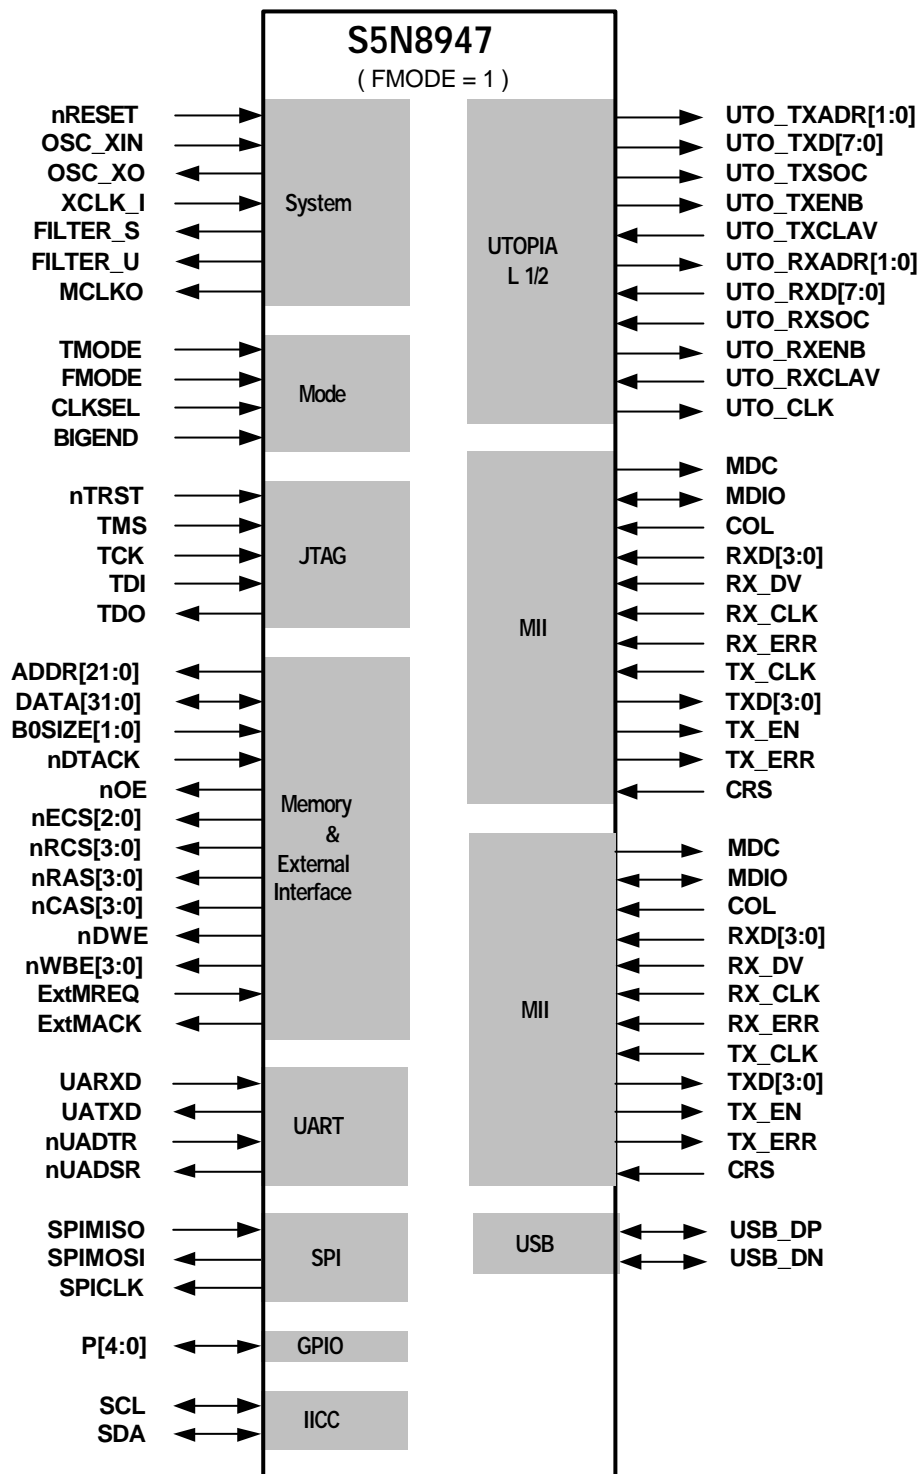 S5N8947
( FMODE = 1 )
nRESET
OSC_XIN
OSC_XO
XCLK_I
FILTER_S
FILTER_U
MCLKO
System
TMODE
FMODE
CLKSEL
BIGEND
Mode
nTRST
TMS
TCK
TDI
TDO
JTAG
ADDR[21:0]
DATA[31:0]
B0SIZE[1:0]
nDTACK
nOE
nECS[2:0]
nRCS[3:0]
nRAS[3:0]
nCAS[3:0]
nDWE
nWBE[3:0]
ExtMREQ
ExtMACK
Memory
&
External
Interface
UARXD
UATXD
nUADTR
nUADSR
UART
SPIMISO
SPIMOSI
SPICLK
SPI
P[4:0]
GPIO
SCL
SDA
IICC
UTOPIA
L 1/2
UTO_TXADR[1:0]
UTO_TXD[7:0]
UTO_TXSOC
UTO_TXENB
UTO_TXCLAV
UTO_RXADR[1:0]
UTO_RXD[7:0]
UTO_RXSOC
UTO_RXENB
UTO_RXCLAV
UTO_CLK
MII
MDC
MDIO
COL
RXD[3:0]
RX_DV
RX_CLK
RX_ERR
TX_CLK
TXD[3:0]
TX_EN
TX_ERR
CRS
MII
MDC
MDIO
COL
RXD[3:0]
RX_DV
RX_CLK
RX_ERR
TX_CLK
TXD[3:0]
TX_EN
TX_ERR
CRS
USB
USB_DP
USB_DN